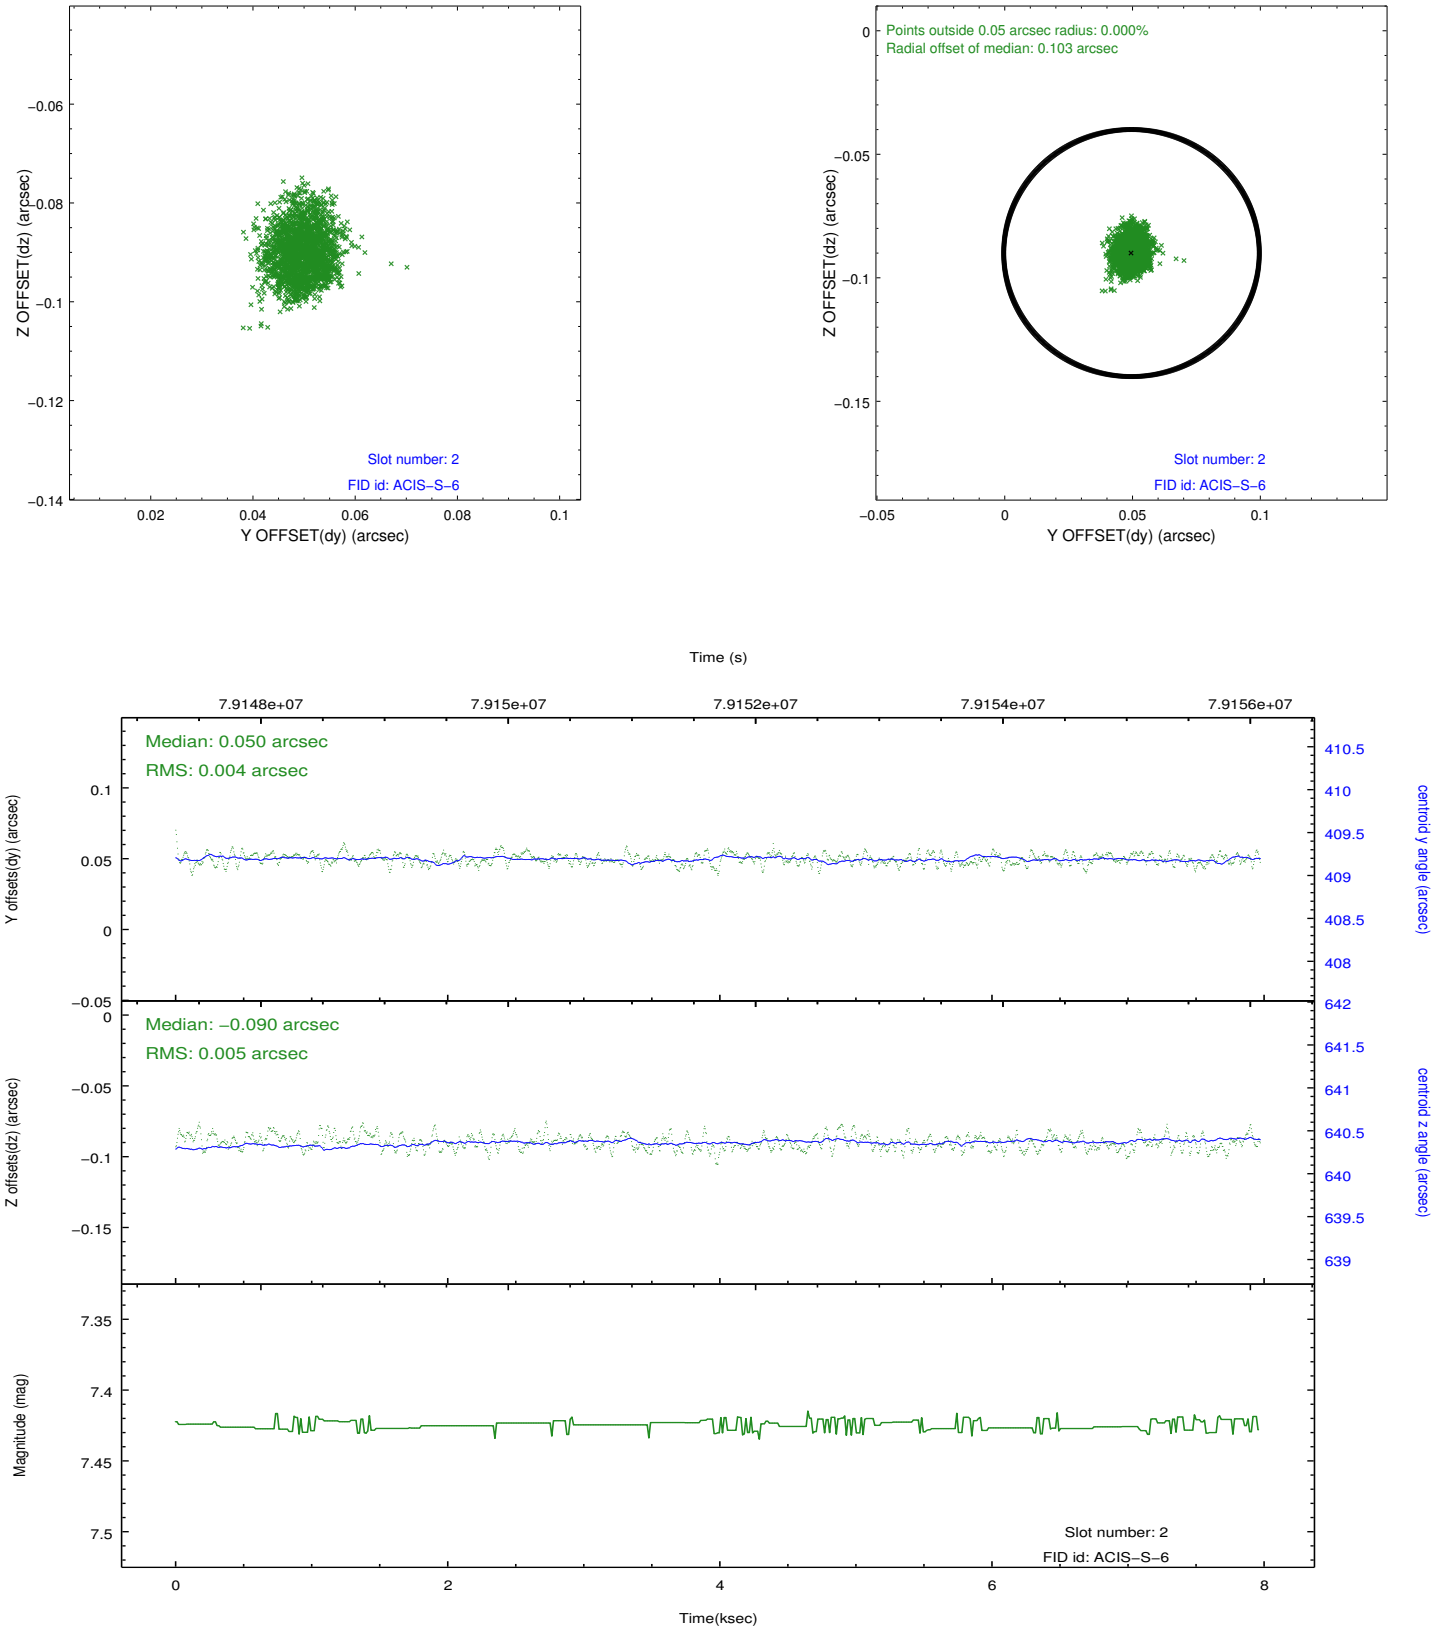 −0.06
−0.08
−0.1
−0.12
−0.14
0.02
0.04
0.06
0.08
0.1
Z OFFSET(dz) (arcsec)
Y OFFSET(dy) (arcsec)
Slot number: 2
FID id: ACIS−S−6
Points outside 0.05 arcsec radius: 0.000%
Radial offset of median: 0.103 arcsec
0
−0.05
−0.1
−0.15
−0.05
0
0.05
0.1
Z OFFSET(dz) (arcsec)
Y OFFSET(dy) (arcsec)
Slot number: 2
FID id: ACIS−S−6
Time (s)
7.9148e+07
7.915e+07
7.9152e+07
7.9154e+07
7.9156e+07
Median: 0.050 arcsec
RMS: 0.004 arcsec
0.1
0.05
0
−0.05
Y offsets(dy) (arcsec)
410.5
410
409.5
409
408.5
408
centroid y angle (arcsec)
Median: −0.090 arcsec
RMS: 0.005 arcsec
0
−0.05
−0.1
−0.15
Z offsets(dz) (arcsec)
642
641.5
641
640.5
640
639.5
639
centroid z angle (arcsec)
7.35
7.4
7.45
7.5
Magnitude (mag)
Slot number: 2
FID id: ACIS−S−6
0
2
4
6
8
Time(ksec)